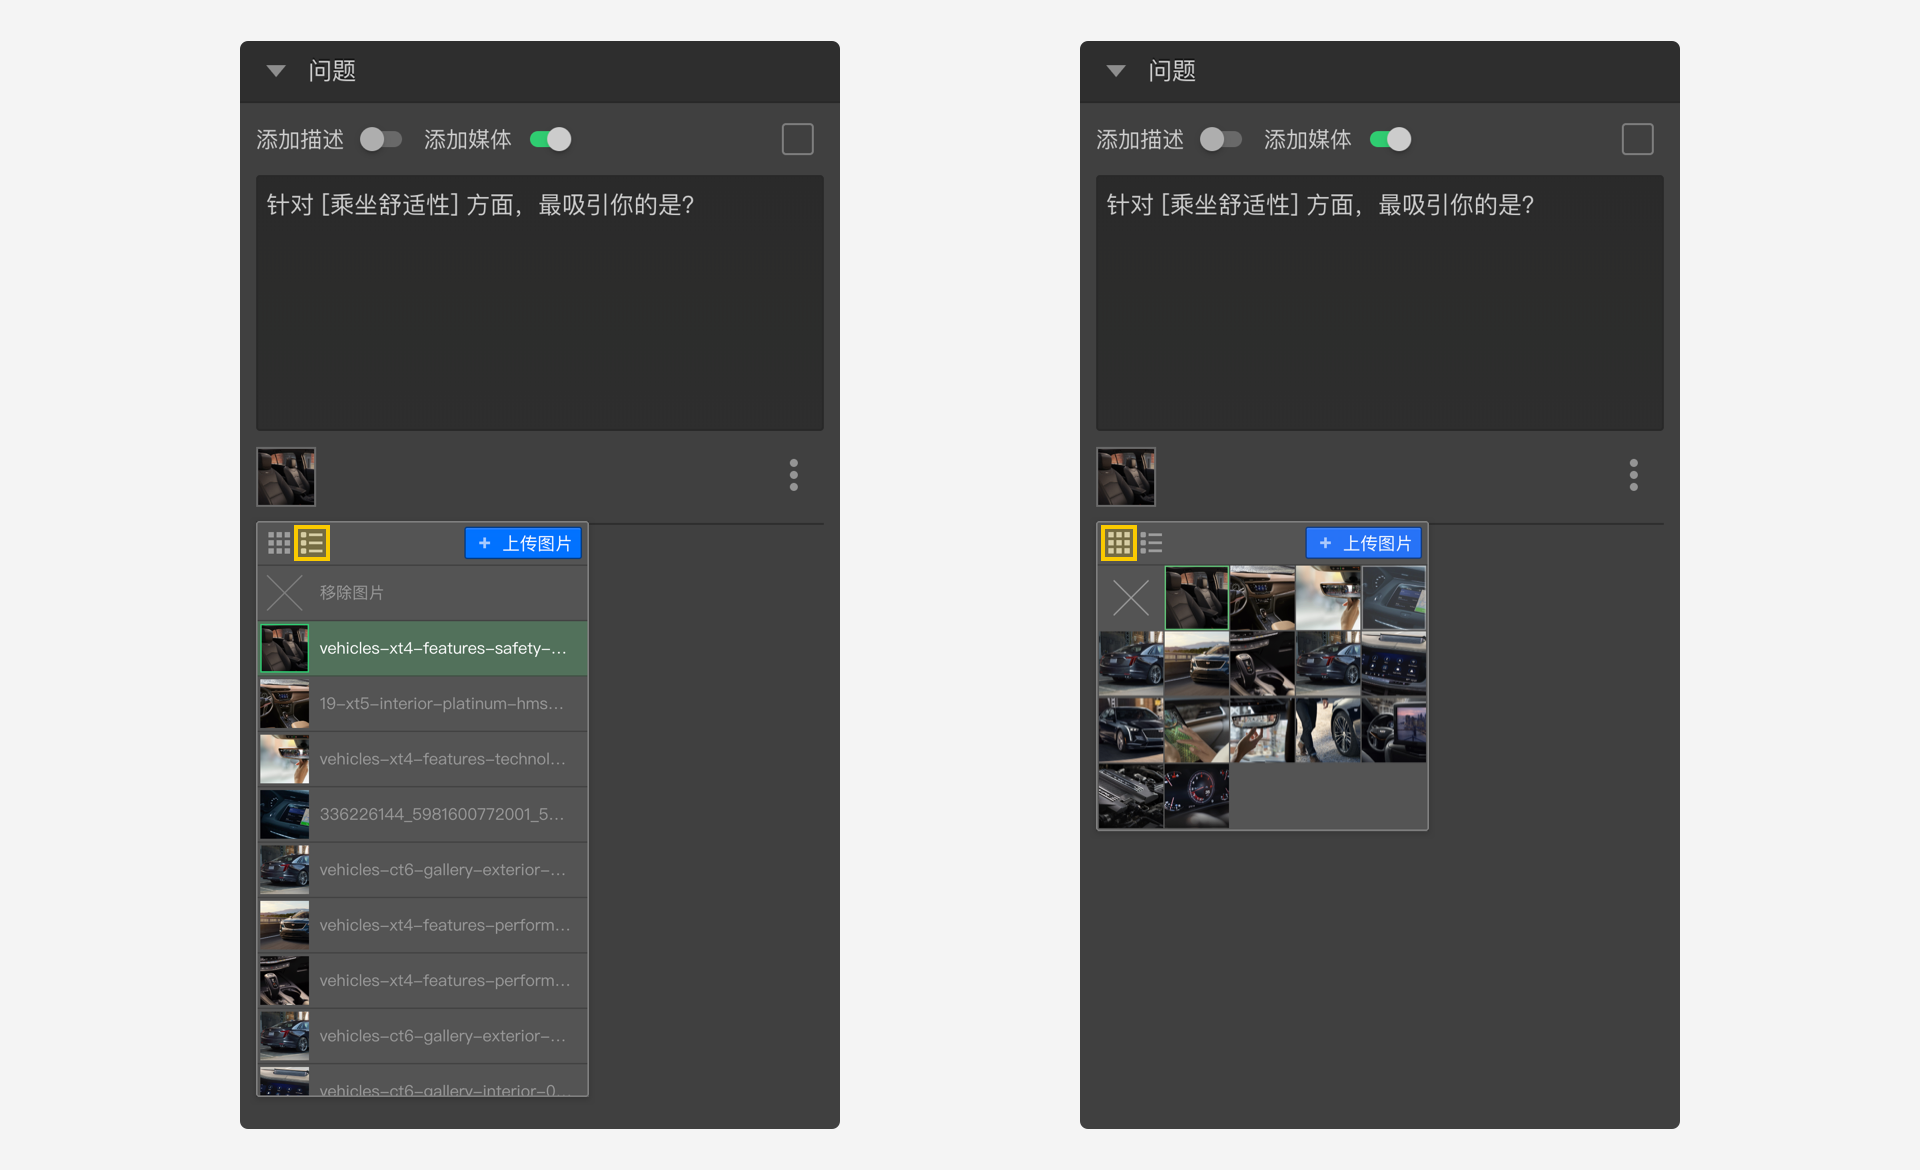 问题
添加描述 添加媒体
针对 [乘坐舒适性] 方面，最吸引你的是?
+ 上传图片
移除图片
vehicles-xt4-features-safety-...
19-xt5-interior-platinum-hms...
vehicles-xt4-features-technol...
336226144_5981600772001_5...
vehicles-ct6-gallery-exterior-...
vehicles-xt4-features-perform...
vehicles-xt4-features-perform...
vehicles-ct6-gallery-exterior-...
vehicles-ct6-gallery-interior-0...
问题
添加描述 添加媒体
针对 [乘坐舒适性] 方面，最吸引你的是?
+ 上传图片